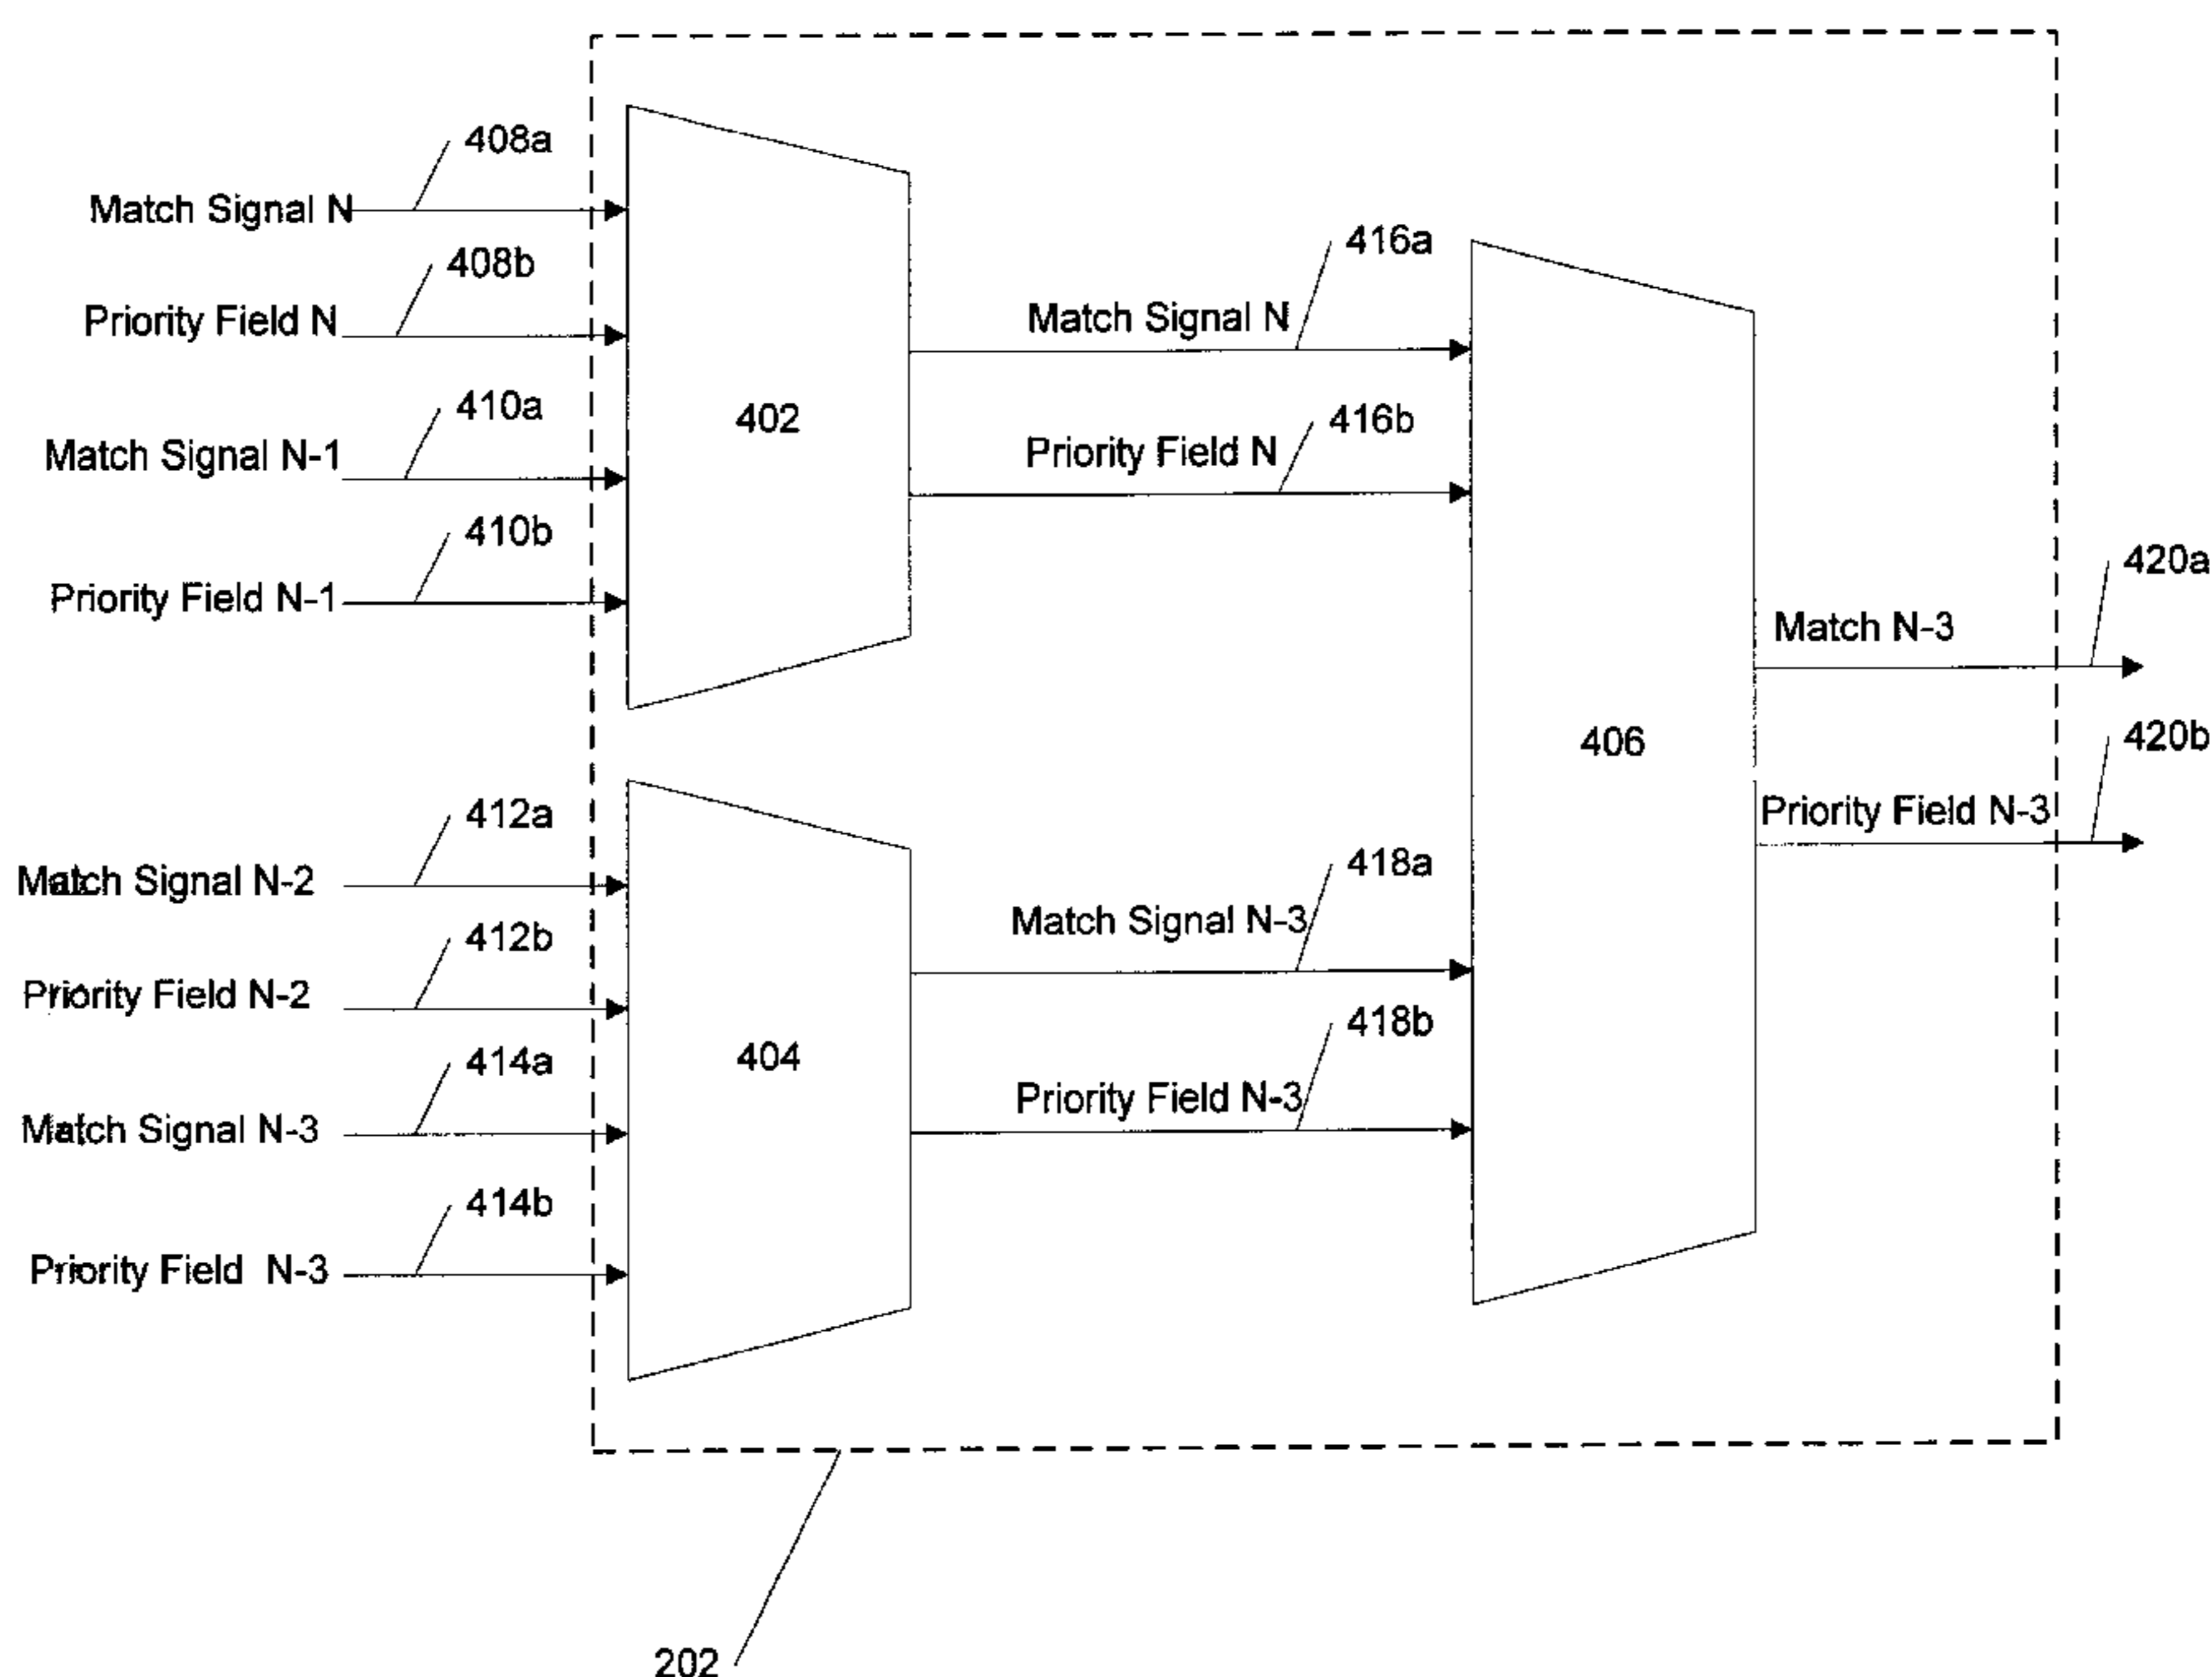 408a
Match Signal N
408b
Priority Field N
410a
Match Signal N-1
410b
Priority Field N-1
402
416a
Match Signal N
416b
Priority Field N
412a
Match Signal N-2
412b
Priority Field N-2
414a
Match Signal N-3
414b
Priority Field N-3
404
418a
Match Signal N-3
418b
Priority Field N-3
406
420a
Match N-3
420b
Priority Field N-3
202